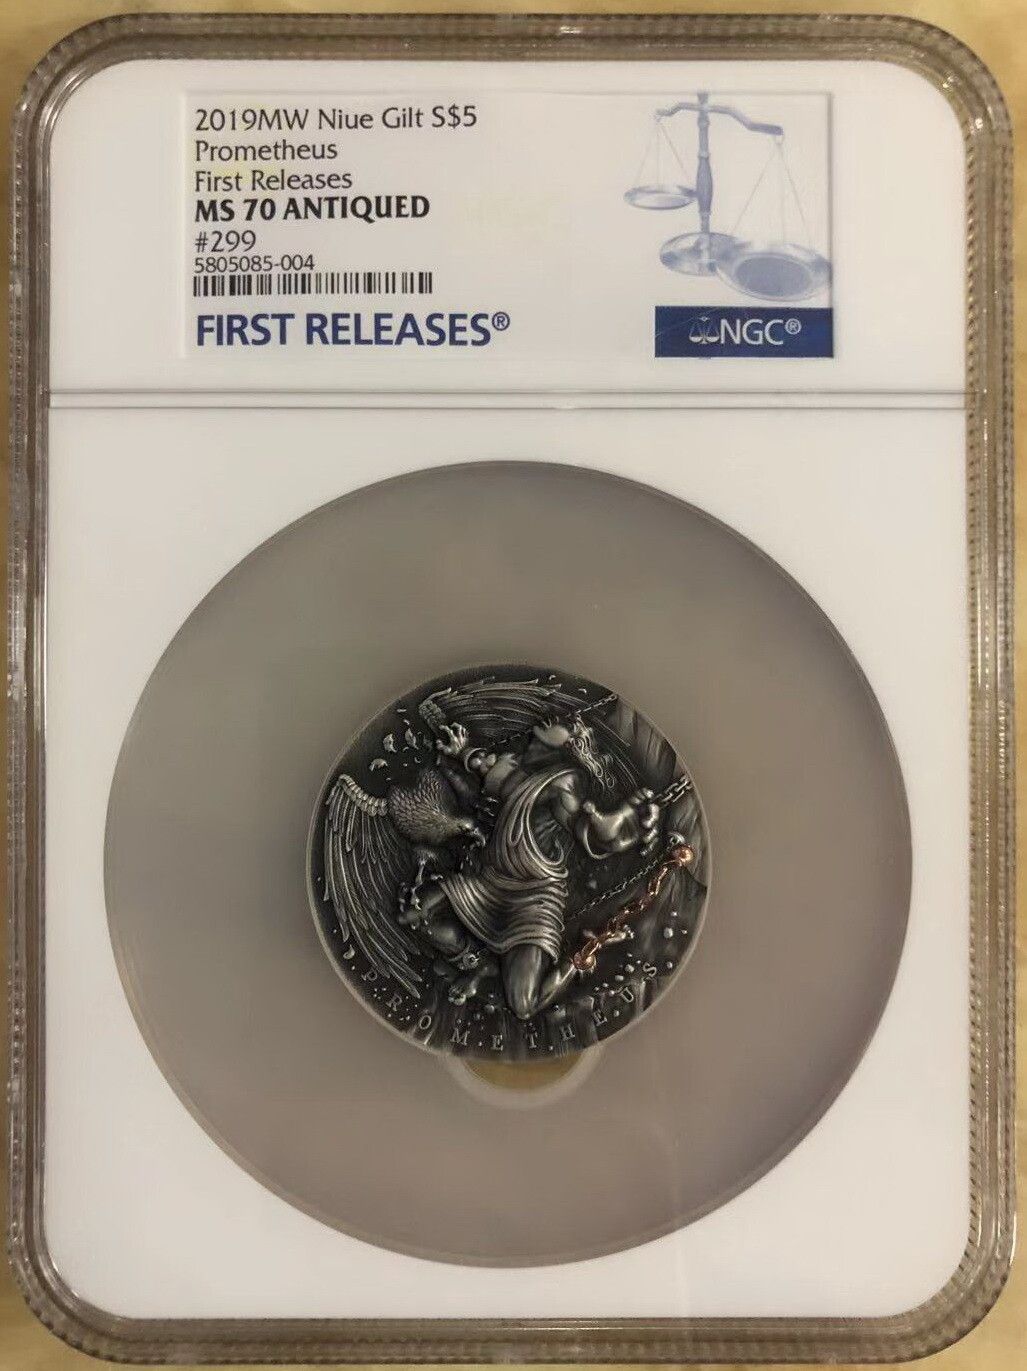 2019MW Niue Gilt S$5
Prometheus
First Releases
MS 70 ANTIQUED
#299
5805085-004
FIRST RELEASES®
NGC®
PROMETHEUS